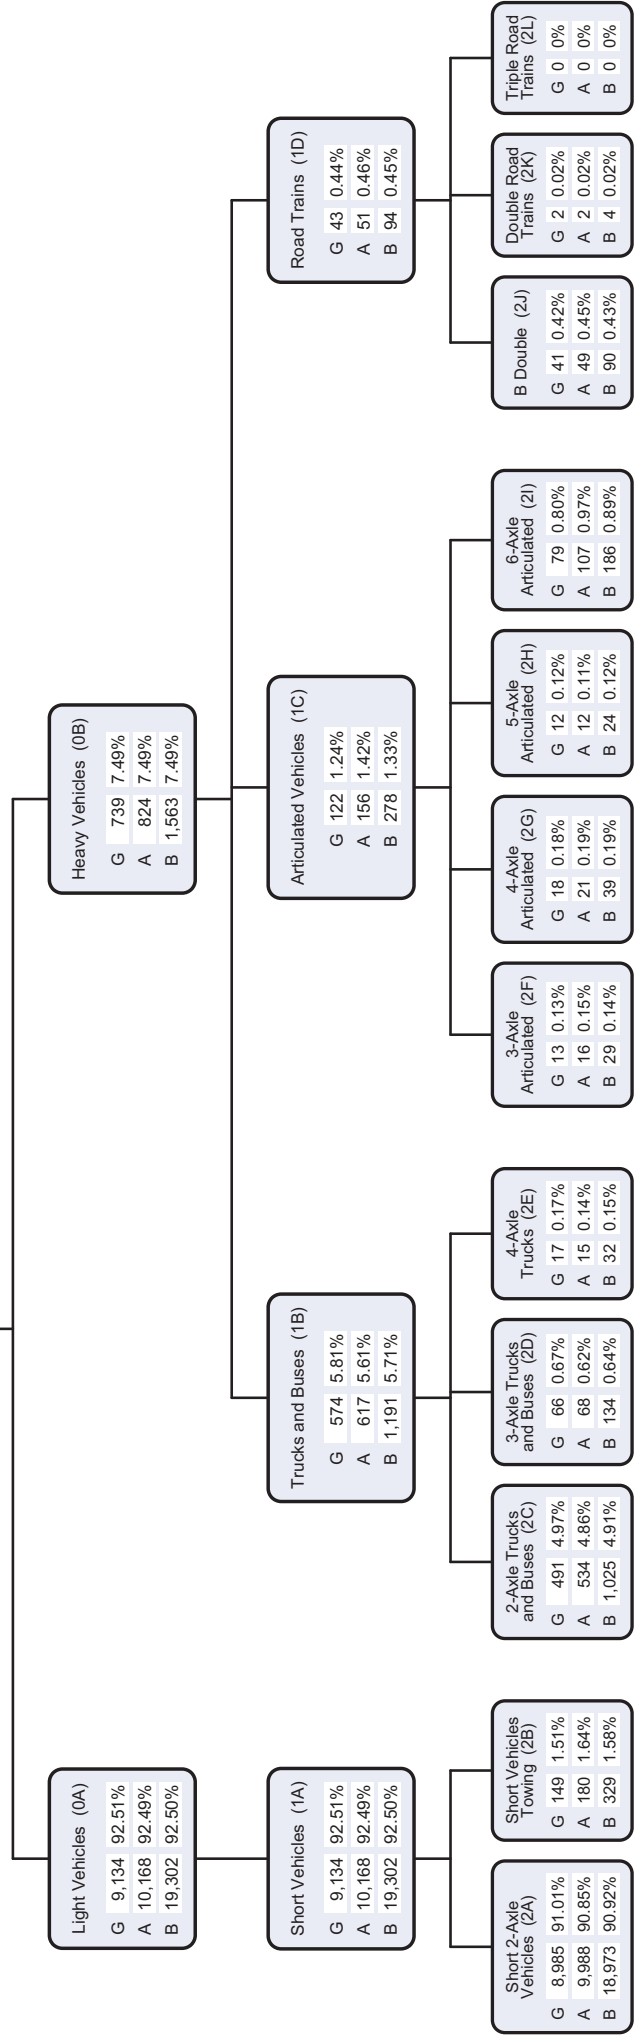 Light Vehicles (0A)
G 9,134 92.51%
A 10,168 92.49%
B 19,302 92.50%
Heavy Vehicles (0B)
G 739 7.49%
A 824 7.49%
B 1,563 7.49%
Short Vehicles (1A)
G 9,134 92.51%
A 10,168 92.49%
B 19,302 92.50%
Trucks and Buses (1B)
G 574 5.81%
A 617 5.61%
B 1,191 5.71%
Articulated Vehicles (1C)
G 122 1.24%
A 156 1.42%
B 278 1.33%
Road Trains (1D)
G 43 0.44%
A 51 0.46%
B 94 0.45%
Short 2-Axle
Vehicles (2A)
G 8,985 91.01%
A 9,988 90.85%
B 18,973 90.92%
Short Vehicles
Towing (2B)
G 149 1.51%
A 180 1.64%
B 329 1.58%
2-Axle Trucks
and Buses (2C)
G 491 4.97%
A 534 4.86%
B 1,025 4.91%
3-Axle Trucks
and Buses (2D)
G 66 0.67%
A 68 0.62%
B 134 0.64%
4-Axle
Trucks (2E)
G 17 0.17%
A 15 0.14%
B 32 0.15%
3-Axle
Articulated (2F)
G 13 0.13%
A 16 0.15%
B 29 0.14%
4-Axle
Articulated (2G)
G 18 0.18%
A 21 0.19%
B 39 0.19%
5-Axle
Articulated (2H)
G 12 0.12%
A 12 0.11%
B 24 0.12%
6-Axle
Articulated (2I)
G 79 0.80%
A 107 0.97%
B 186 0.89%
B Double (2J)
G 41 0.42%
A 49 0.45%
B 90 0.43%
Double Road
Trains (2K)
G 2 0.02%
A 2 0.02%
B 4 0.02%
Triple Road
Trains (2L)
G 0 0%
A 0 0%
B 0 0%